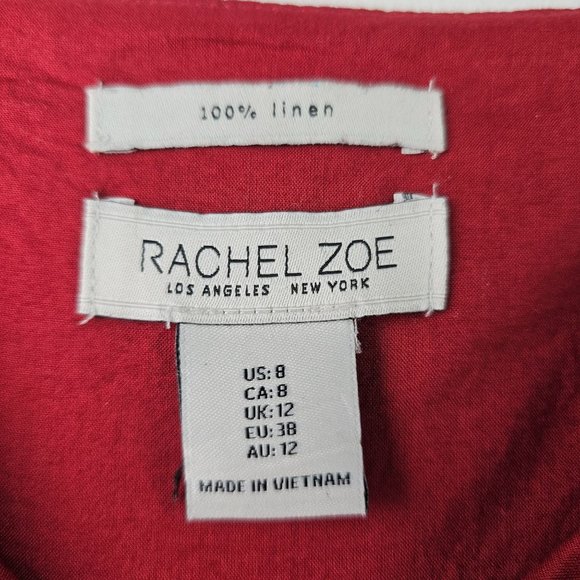 100% linen
RACHEL ZOE
LOS ANGELES NEW YORK
US: 8
CA: 8
UK: 12
EU: 38
AU: 12
MADE IN VIETNAM